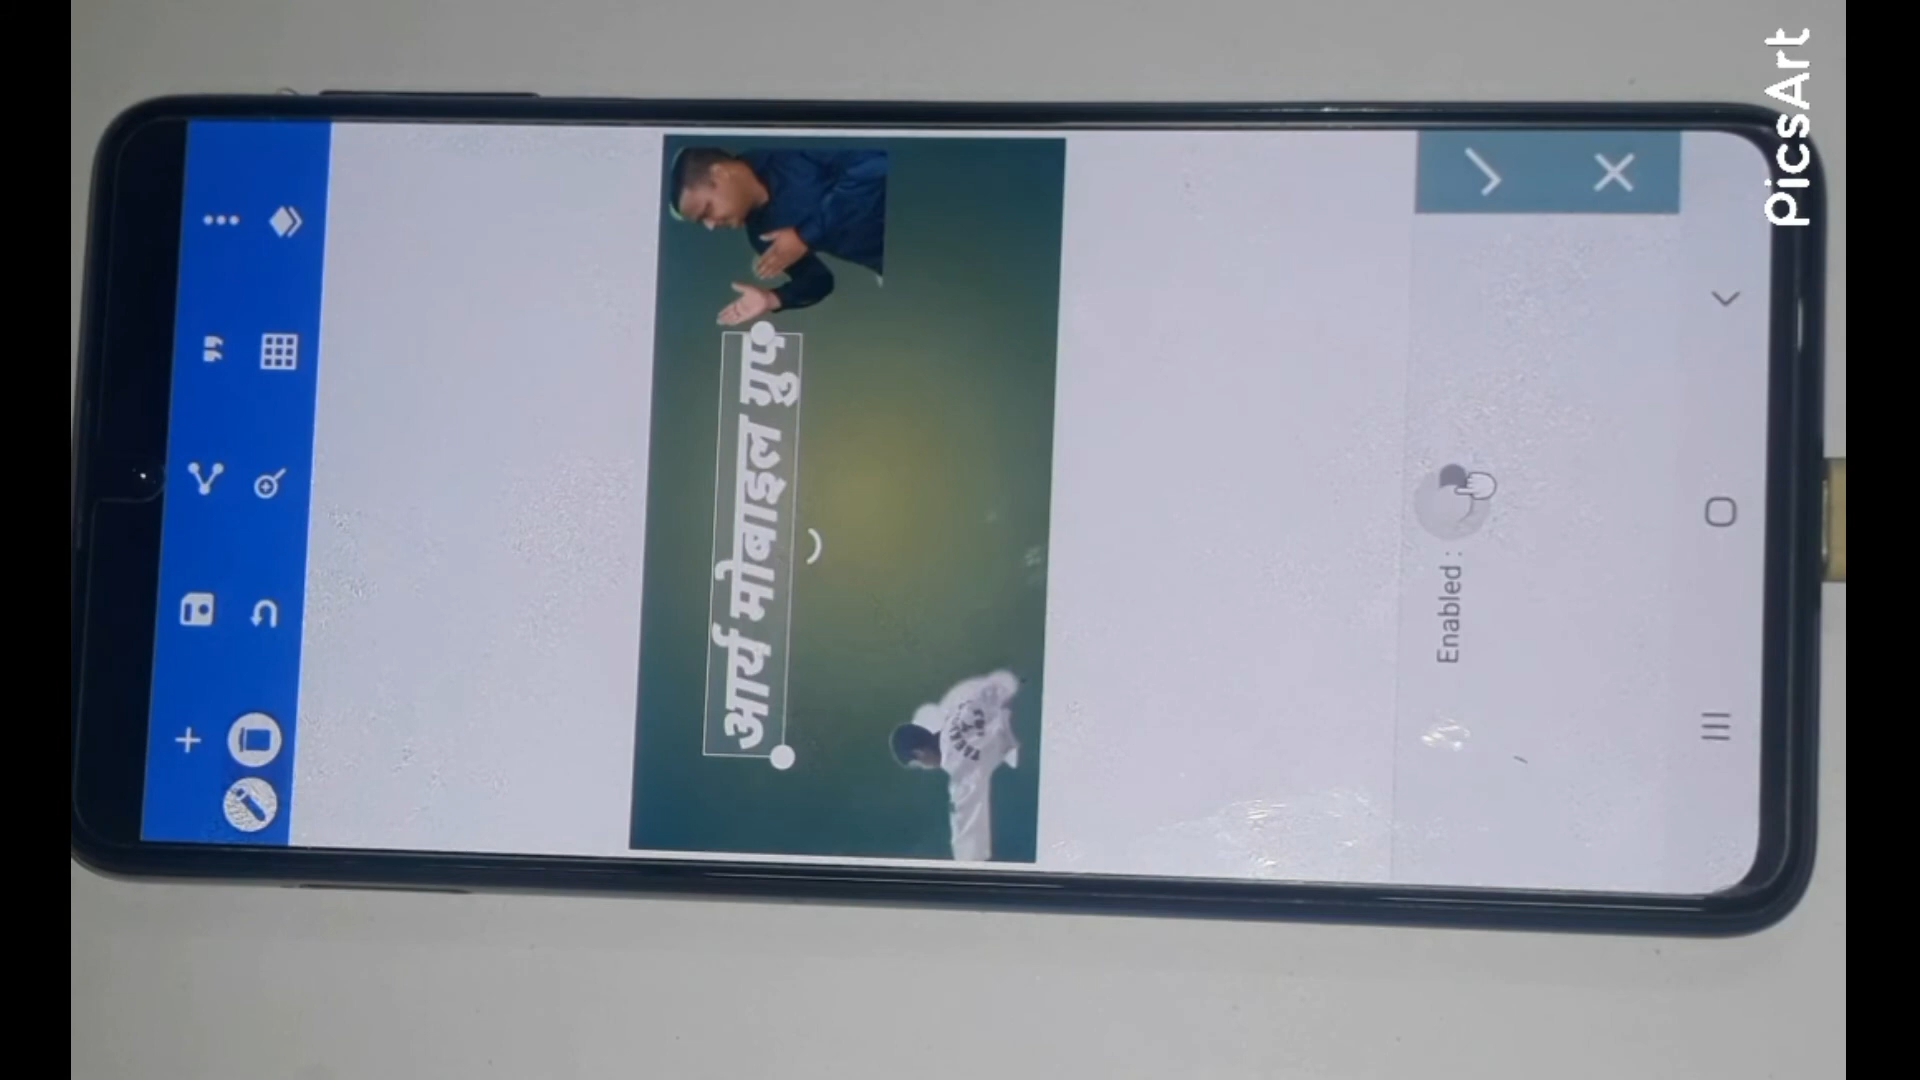 PicsArt
आर्य मोबाइल ग्रुप
Enabled :